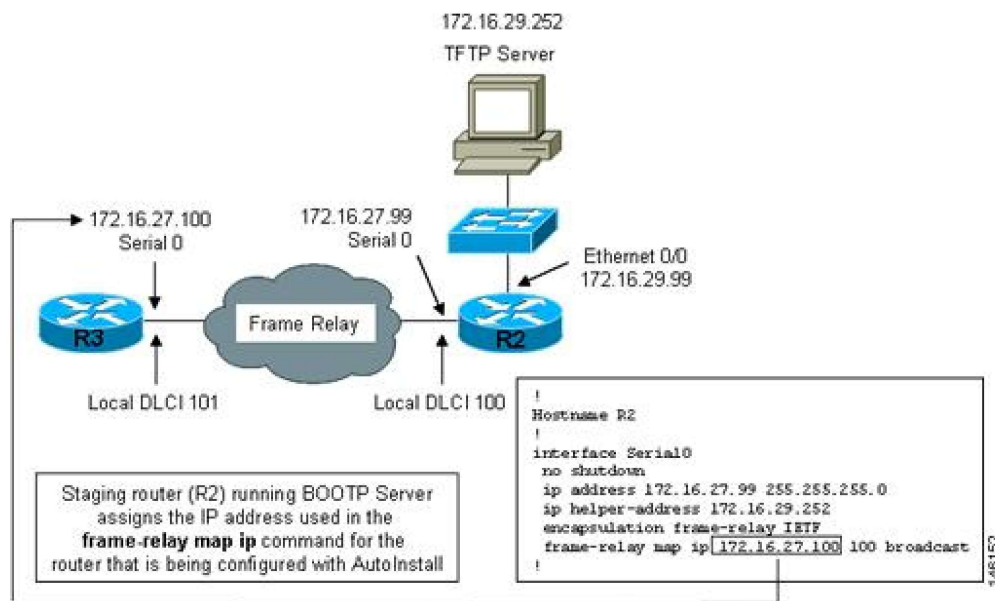 172.16.29.252
TFTP Server
172.16.27.100
Serial 0
172.16.27.99
Serial 0
Ethernet 0/0
172.16.29.99
Frame Relay
R3
R2
Local DLCI 101
Local DLCI 100
Staging router (R2) running BOOTP Server
assigns the IP address used in the
frame-relay map ip command for the
router that is being configured with AutoInstall
!
Hostname R2
!
interface Serial0
no shutdown
ip address 172.16.27.99 255.255.255.0
ip helper-address 172.16.29.252
encapsulation frame-relay IETF
frame-relay map ip 172.16.27.100 100 broadcast
!
146152